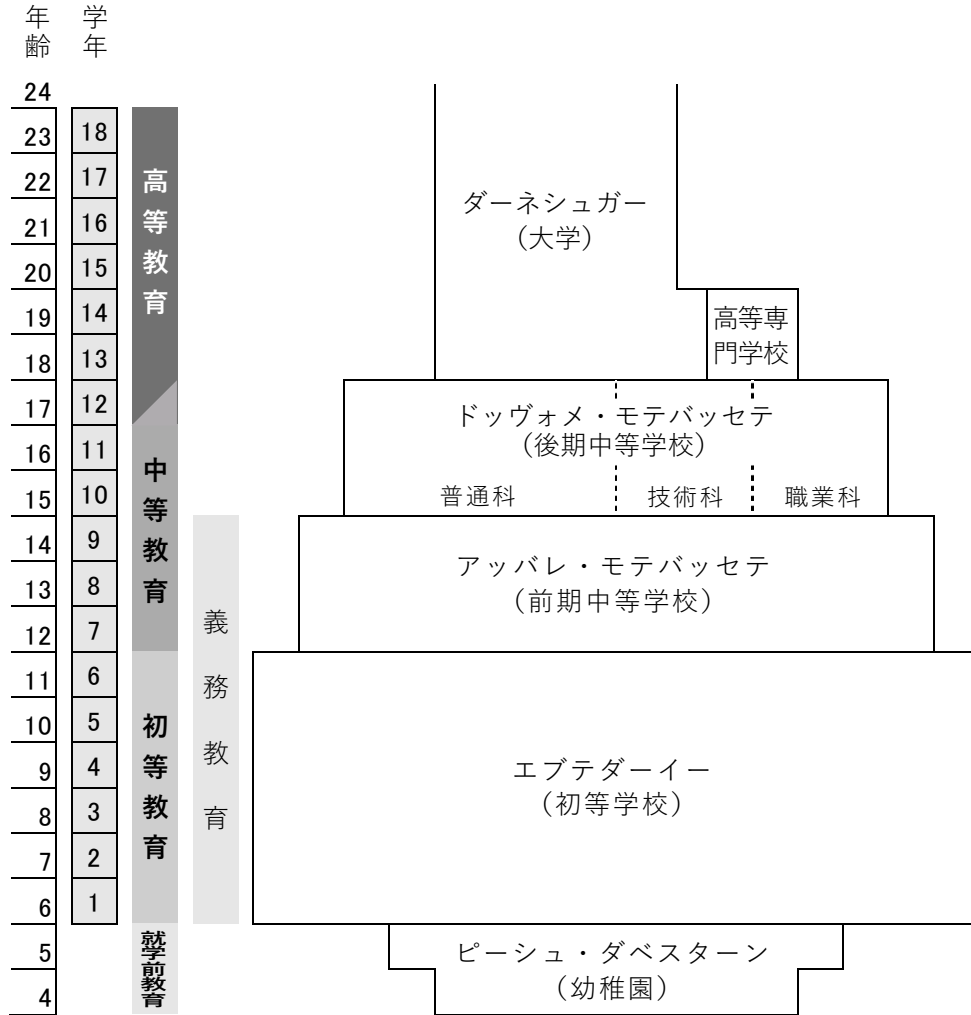 年齢
学年
24
23
18
22
17
21
16
20
15
19
14
18
13
17
12
16
11
15
10
14
9
13
8
12
7
11
6
10
5
9
4
8
3
7
2
6
1
5
4
高等教育
中等教育
初等教育
就学前教育
義務教育
ダーネシュガー
(大学)
高等専
門学校
ドッヴォメ・モテバッセテ
(後期中等学校)
普通科
技術科
職業科
アッバレ・モテバッセテ
(前期中等学校)
エブテダーイー
(初等学校)
ピーシュ・ダベスターン
(幼稚園)